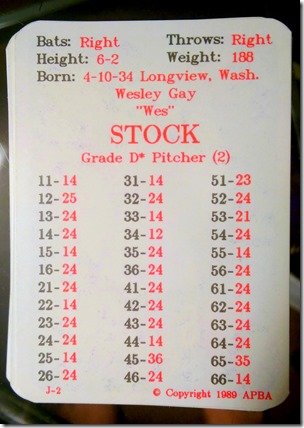 Bats: Right Throws: Right
Height: 6-2 Weight: 188
Born: 4-10-34 Longview, Wash.
Wesley Gay
"Wes"
STOCK
Grade D* Pitcher (2)
11-14 31-14 51-23
12-25 32-24 52-24
13-24 33-14 53-21
14-24 34-12 54-24
15-14 35-14 55-14
16-24 36-24 56-24
21-24 41-24 61-24
22-14 42-24 62-24
23-24 43-24 63-24
24-24 44-14 64-24
25-14 45-36 65-35
26-24 46-24 66-14
J-2 © Copyright 1989 APBA